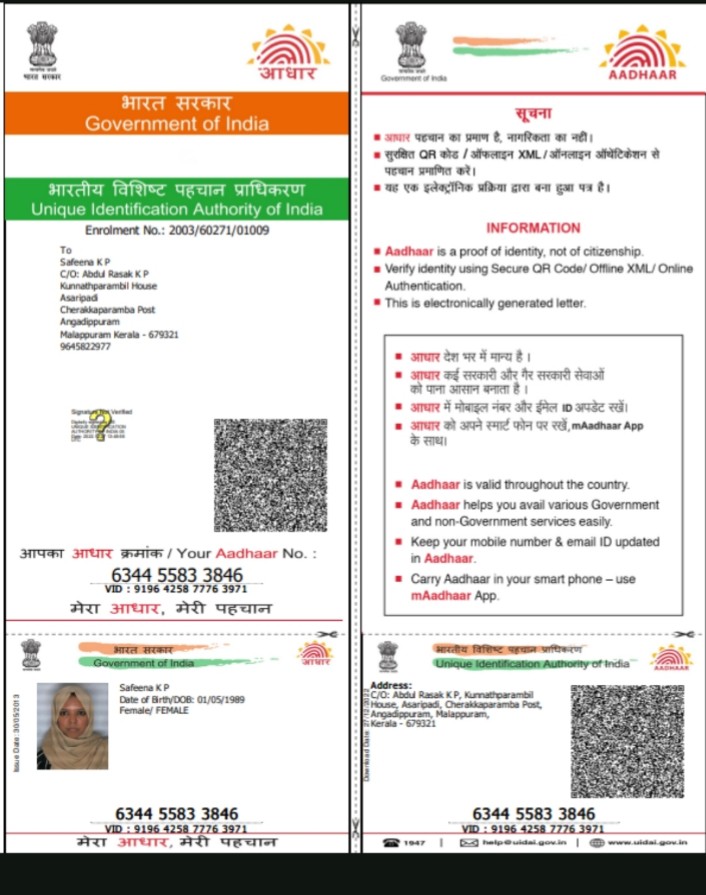 भारत सरकार
आधार
भारत सरकार
Government of India
भारतीय विशिष्ट पहचान प्राधिकरण
Unique Identification Authority of India
Enrolment No.: 2003/60271/01009
To
Safeena K P
C/O: Abdul Rasak K P
Kunnathparambil House
Asaripadi
Cherakkaparamba Post
Angadippuram
Malappuram Kerala - 679321
9645822977
Signature Not Verified
आपका आधार क्रमांक / Your Aadhaar No. :
6344 5583 3846
VID : 9196 4258 7776 3971
मेरा आधार, मेरी पहचान
Government of India
AADHAAR
सूचना
आधार पहचान का प्रमाण है, नागरिकता का नहीं।
सुरक्षित QR कोड / ऑफलाइन XML / ऑनलाइन ऑथेंटिकेशन से
पहचान प्रमाणित करें।
यह एक इलेक्ट्रॉनिक प्रक्रिया द्वारा बना हुआ पत्र है।
INFORMATION
Aadhaar is a proof of identity, not of citizenship.
Verify identity using Secure QR Code/ Offline XML/ Online
Authentication.
This is electronically generated letter.
आधार देश भर में मान्य है ।
आधार कई सरकारी और गैर सरकारी सेवाओं
को पाना आसान बनाता है ।
आधार में मोबाइल नंबर और ईमेल ID अपडेट रखें।
आधार को अपने स्मार्ट फोन पर रखें, mAadhaar App
के साथ।
Aadhaar is valid throughout the country.
Aadhaar helps you avail various Government
and non-Government services easily.
Keep your mobile number & email ID updated
in Aadhaar.
Carry Aadhaar in your smart phone – use
mAadhaar App.
भारत सरकार
Government of India
आधार
Issue Date: 30/05/2013
Safeena K P
Date of Birth/DOB: 01/05/1989
Female/ FEMALE
6344 5583 3846
VID : 9196 4258 7776 3971
मेरा आधार, मेरी पहचान
भारतीय विशिष्ट पहचान प्राधिकरण
Unique Identification Authority of India
AADHAAR
Download Date: 27/12/2022
Address:
C/O: Abdul Rasak K P, Kunnathparambil
House, Asaripadi, Cherakkaparamba Post,
Angadippuram, Malappuram,
Kerala - 679321
6344 5583 3846
VID : 9196 4258 7776 3971
1947 | help@uidai.gov.in | www.uidai.gov.in